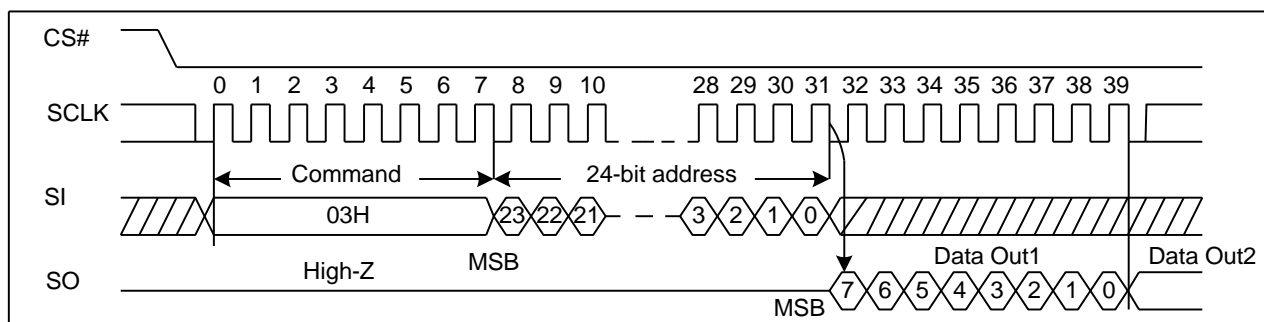 CS#
0 1 2 3 4 5 6 7 8 9 10 28 29 30 31 32 33 34 35 36 37 38 39
SCLK
Command 24-bit address
SI
03H 23 22 21 3 2 1 0
High-Z MSB Data Out1 Data Out2
SO
MSB 7 6 5 4 3 2 1 0